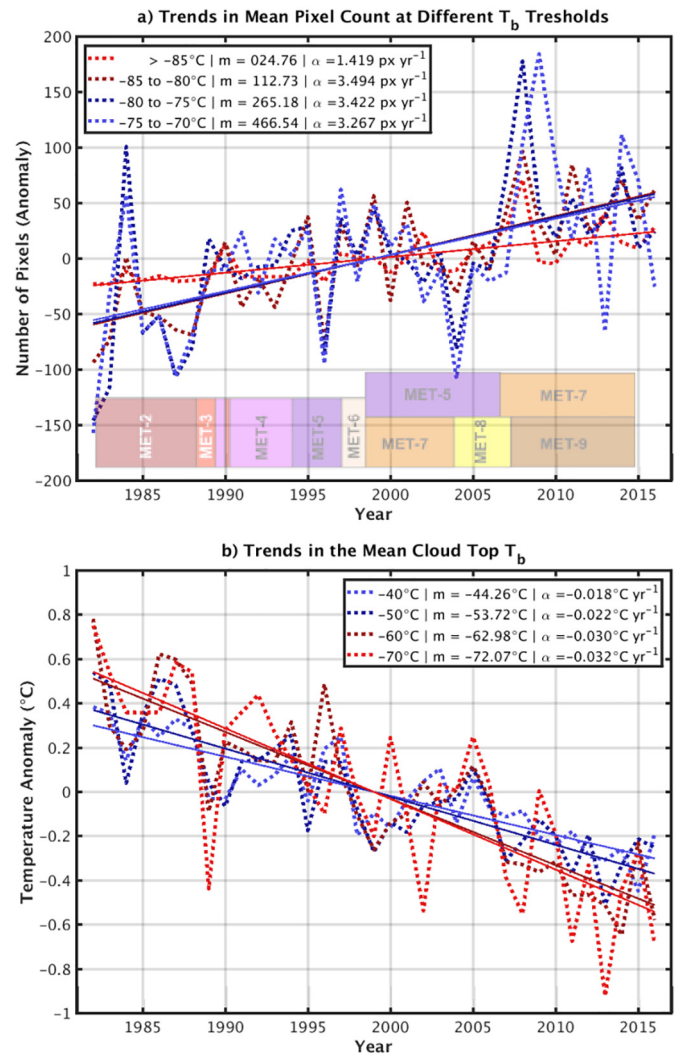 a) Trends in Mean Pixel Count at Different Tb Tresholds
> -85°C | m = 024.76 | α =1.419 px yr⁻¹
-85 to -80°C | m = 112.73 | α =3.494 px yr⁻¹
-80 to -75°C | m = 265.18 | α =3.422 px yr⁻¹
-75 to -70°C | m = 466.54 | α =3.267 px yr⁻¹
Number of Pixels (Anomaly)
200
150
100
50
0
-50
-100
-150
-200
MET-2
MET-3
MET-4
MET-5
MET-6
MET-5
MET-7
MET-7
MET-8
MET-9
1985 1990 1995 2000 2005 2010 2015
Year
b) Trends in the Mean Cloud Top Tb
-40°C | m = -44.26°C | α =-0.018°C yr⁻¹
-50°C | m = -53.72°C | α =-0.022°C yr⁻¹
-60°C | m = -62.98°C | α =-0.030°C yr⁻¹
-70°C | m = -72.07°C | α =-0.032°C yr⁻¹
Temperature Anomaly (°C)
1
0.8
0.6
0.4
0.2
0
-0.2
-0.4
-0.6
-0.8
-1
1985 1990 1995 2000 2005 2010 2015
Year